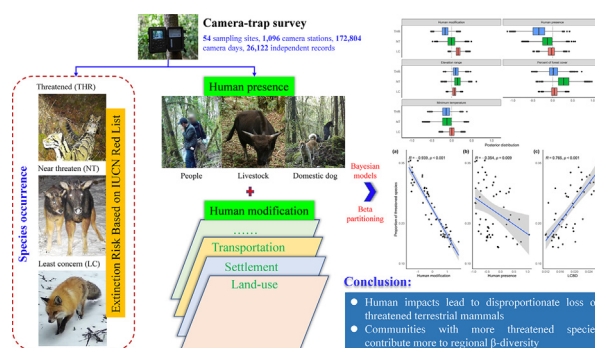 Camera-trap survey
54 sampling sites, 1,096 camera stations, 172,804
camera days, 26,122 independent records
Threatened (THR)
Near threaten (NT)
Least concern (LC)
Species occurrence
Extinction Risk Based on IUCN Red List
Human presence
People
Livestock
Domestic dog
+
Human modification
......
Transportation
Settlement
Land-use
Bayesian
models
Beta
partitioning
Human modification
Human presence
Elevation range
Percent of forest cover
Minimum temperature
Posterior distribution
(a)
(b)
(c)
Proportion of threatened species
Human modification
Human presence
LCBD
Conclusion:
Human impacts lead to disproportionate loss o
threatened terrestrial mammals
Communities with more threatened specie
contribute more to regional β-diversity